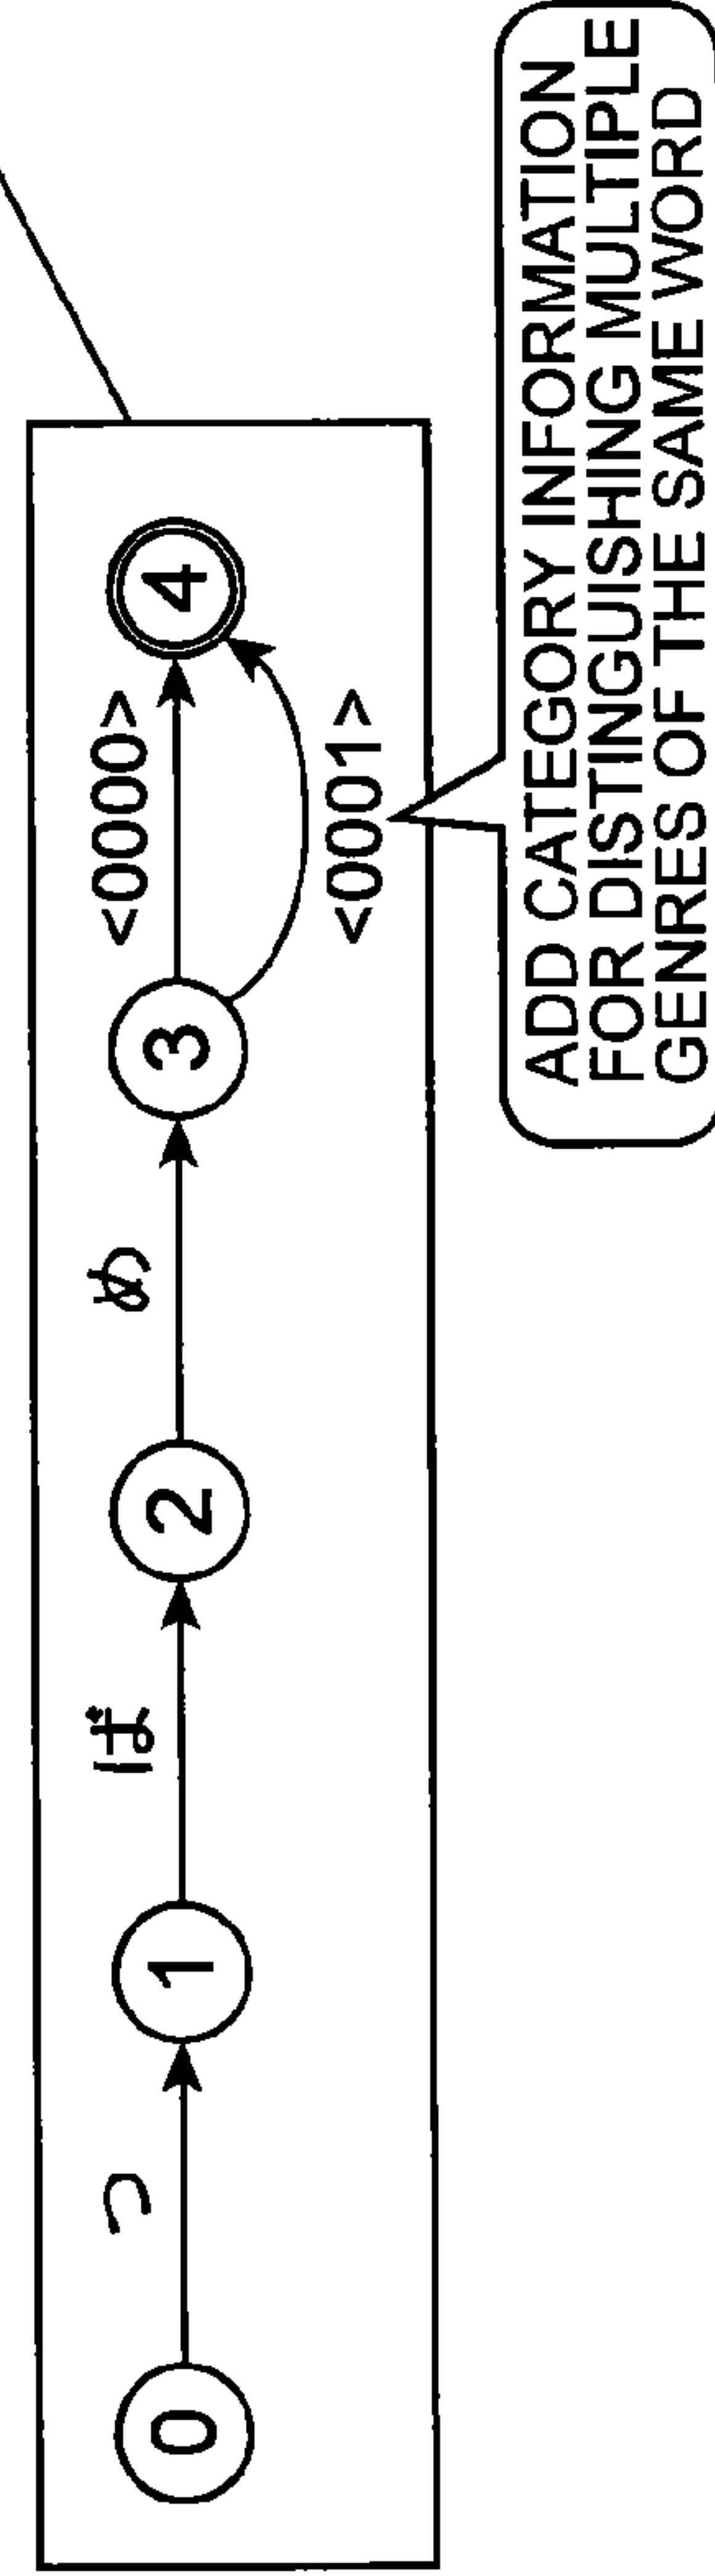 つ ば め <0000>
0 1 2 3 4
<0001>
ADD CATEGORY INFORMATION
FOR DISTINGUISHING MULTIPLE
GENRES OF THE SAME WORD